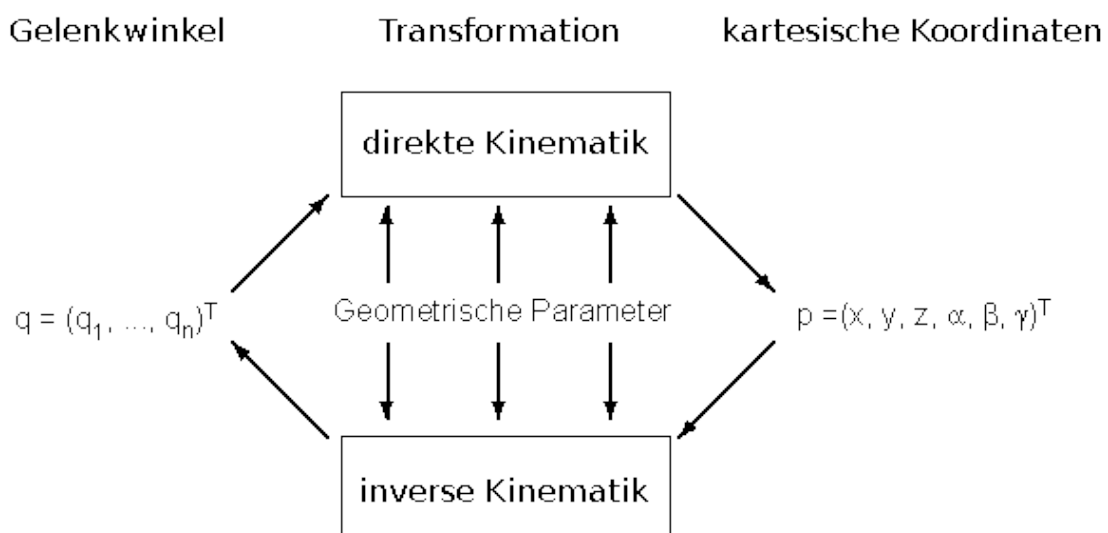 Gelenkwinkel Transformation kartesische Koordinaten
direkte Kinematik
q = (q₁, ..., qₙ)ᵀ Geometrische Parameter p =(x, y, z, α, β, γ)ᵀ
inverse Kinematik